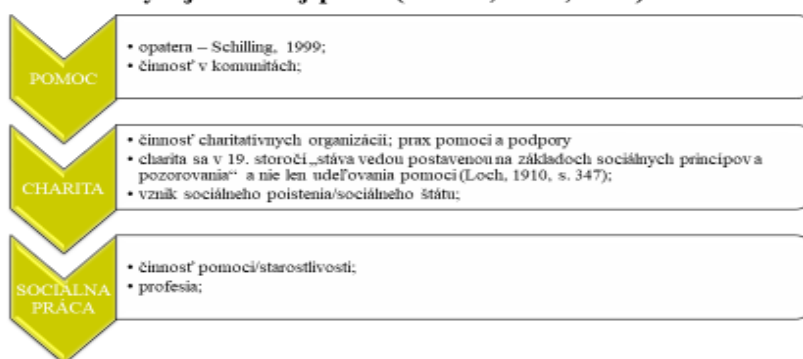 POMOC
• opatera – Schilling, 1999;
• činnosť v komunitách;
CHARITA
• činnosť charitatívnych organizácií; prax pomoci a podpory
• charita sa v 19. storočí „stáva vedou postavenou na základoch sociálnych princípov a
pozorovania“ a nie len udeľovania pomoci (Loch, 1910, s. 347);
• vznik sociálneho poistenia/sociálneho štátu;
SOCIÁLNA
PRÁCA
• činnosť pomoci/starostlivosti;
• profesia;